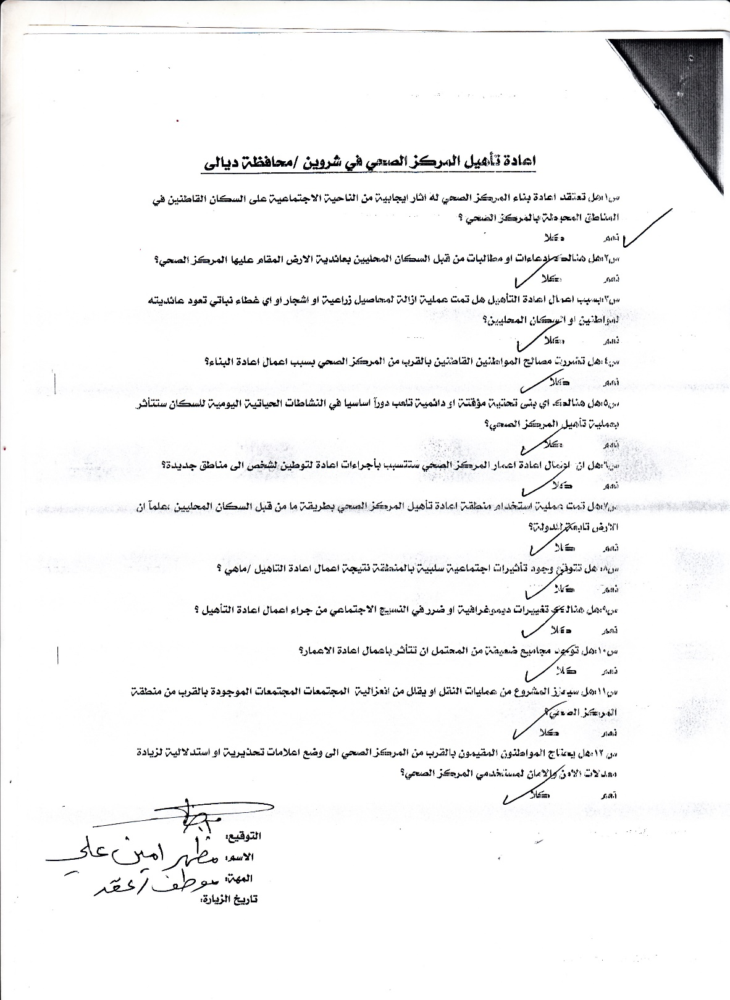 اعادة تأهيل المركز الصحي في شروين /محافظة ديالى
س١:هل تعتقد اعادة بناء المركز الصحي له اثار ايجابية من الناحية الاجتماعية على السكان القاطنين في
المناطق المحيطة بالمركز الصحي ؟
نعم كلا
س٢:هل هنالك ادعاءات او مطالبات من قبل السكان المحليين بعائدية الارض المقام عليها المركز الصحي؟
نعم كلا
س٣:بسبب اعمال اعادة التأهيل هل تمت عملية ازالة لمحاصيل زراعية او اشجار او اي غطاء نباتي تعود عائديته
لمواطنين او السكان المحليين؟
نعم كلا
س٤:هل تضررت مصالح المواطنين القاطنين بالقرب من المركز الصحي بسبب اعمال اعادة البناء؟
نعم كلا
س٥:هل هنالك اي بنى تحتية مؤقتة او دائمية تلعب دورآ اساسيا في النشاطات الحياتية اليومية للسكان ستتأثر
بعملية تأهيل المركز الصحي؟
نعم كلا
س٦:هل ان اعمال اعادة اعمار المركز الصحي ستتسبب بأجراءات اعادة لتوطين لشخص الى مناطق جديدة؟
نعم كلا
س٧:هل تمت عملية استخدام منطقة اعادة تأهيل المركز الصحي بطريقة ما من قبل السكان المحليين ،علمآ ان
الارض تابعة للدولة؟
نعم كلا
س٨: هل تتوقع وجود تأثيرات اجتماعية سلبية بالمنطقة نتيجة اعمال اعادة التاهيل /ماهي ؟
نعم كلا
س٩:هل هنالك تغييرات ديموغرافية او ضرر في النسيج الاجتماعي من جراء اعمال اعادة التأهيل ؟
نعم كلا
س١٠:هل توجد مجاميع ضعيفة من المحتمل ان تتأثر باعمال اعادة الاعمار؟
نعم كلا
س١١:هل سيعزز المشروع من عمليات النقل او يقلل من انعزالية المجتمعات المجتمعات الموجودة بالقرب من منطقة
المركز الصحي؟
نعم كلا
س١٢:هل يحتاج المواطنون المقيمون بالقرب من المركز الصحي الى وضع اعلامات تحذيرية او استدلالية لزيادة
معدلات الامن والامان لمستخدمي المركز الصحي؟
نعم كلا
التوقيع:
الاسم: مظهر امين علي
المهة: موظف / عقد
تاريخ الزيارة: